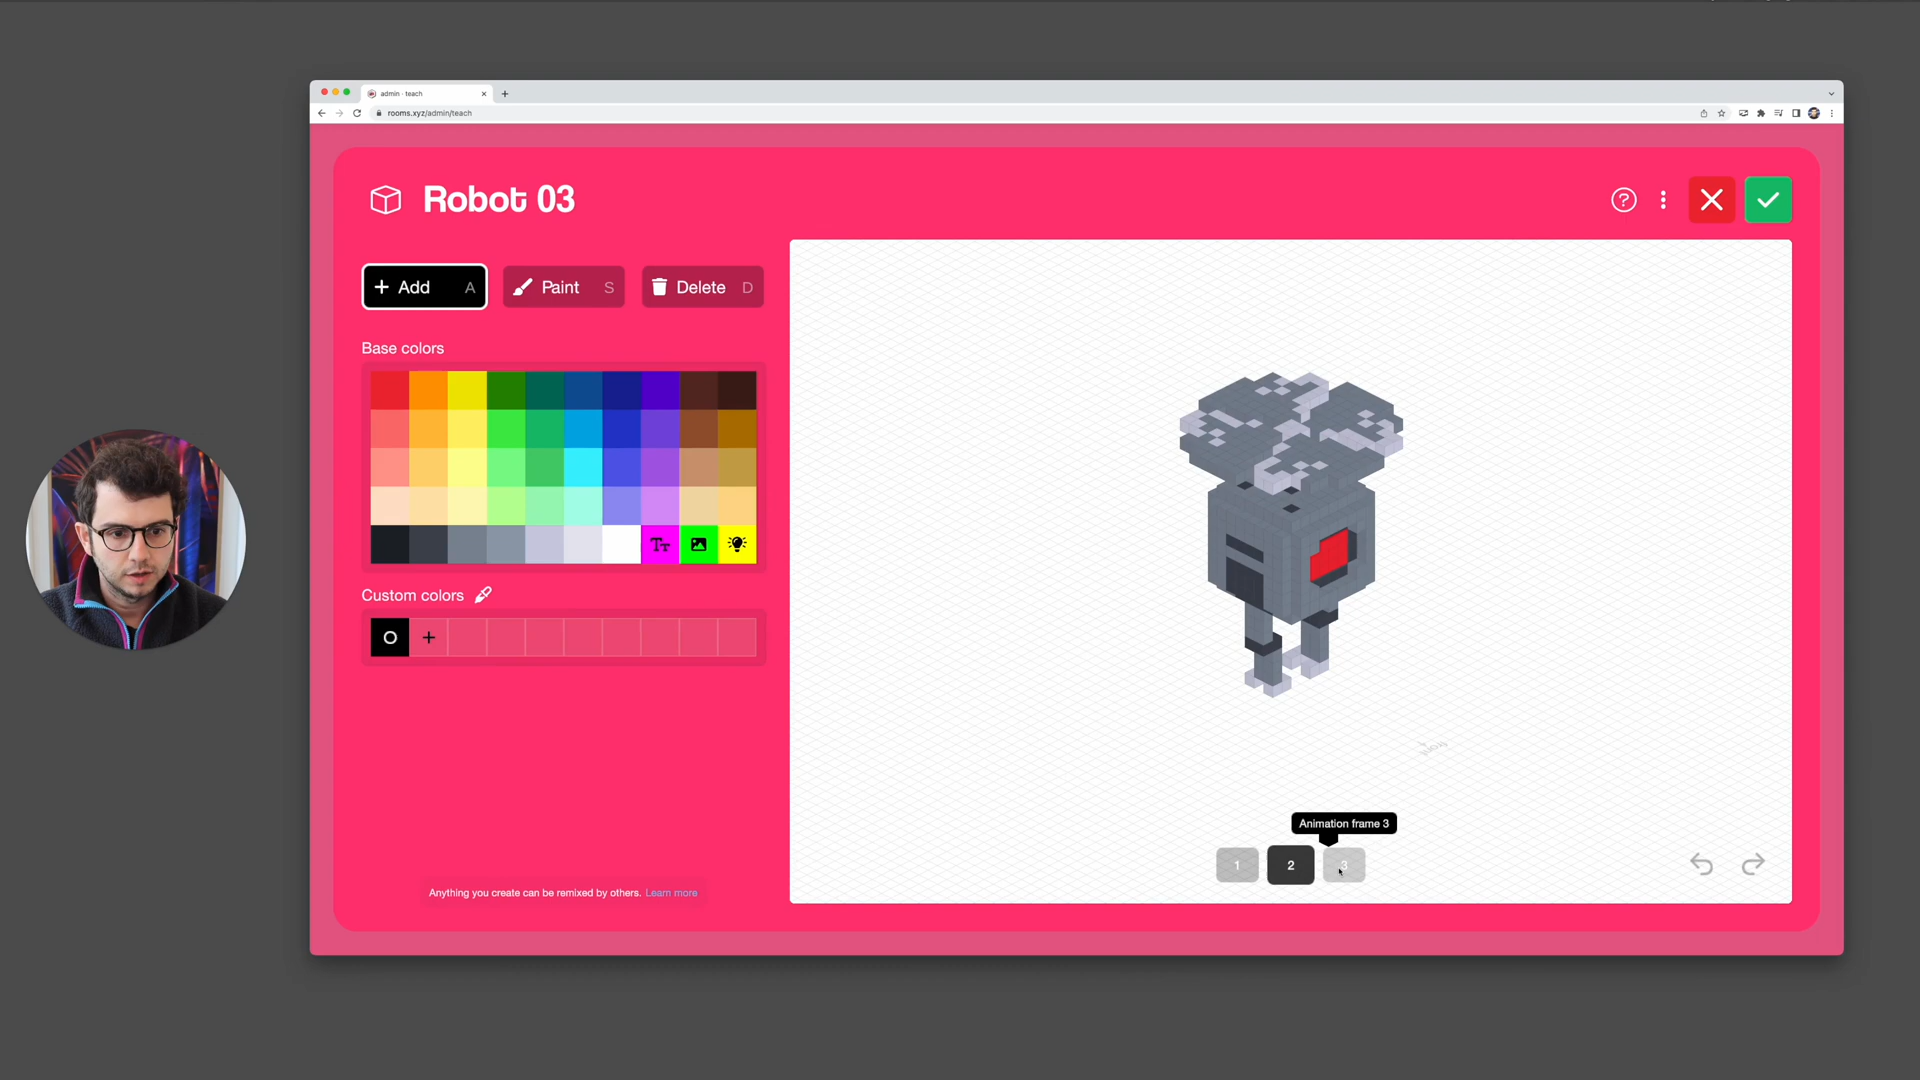 admin - teach
rooms.xyz/admin/teach
Robot 03
?
+ Add A
Paint S
Delete D
Base colors
Tт
Custom colors
+
Animation frame 3
1 2 3
Anything you create can be remixed by others. Learn more